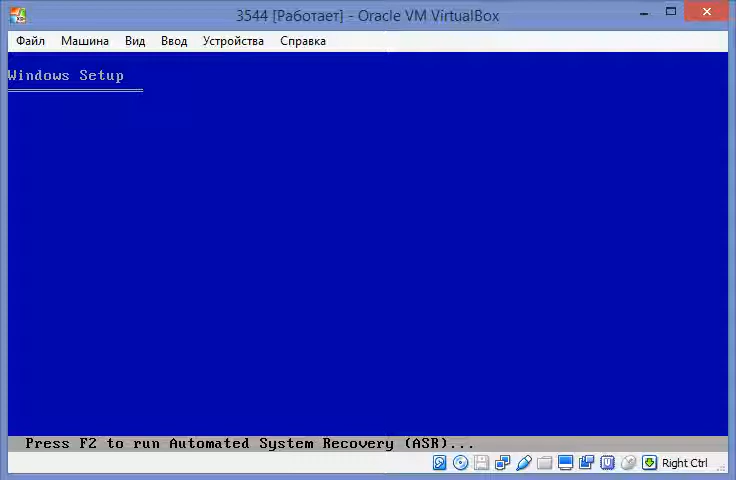 3544 [Работает] - Oracle VM VirtualBox
Файл Машина Вид Ввод Устройства Справка
Windows Setup
Press F2 to run Automated System Recovery (ASR)...
Right Ctrl